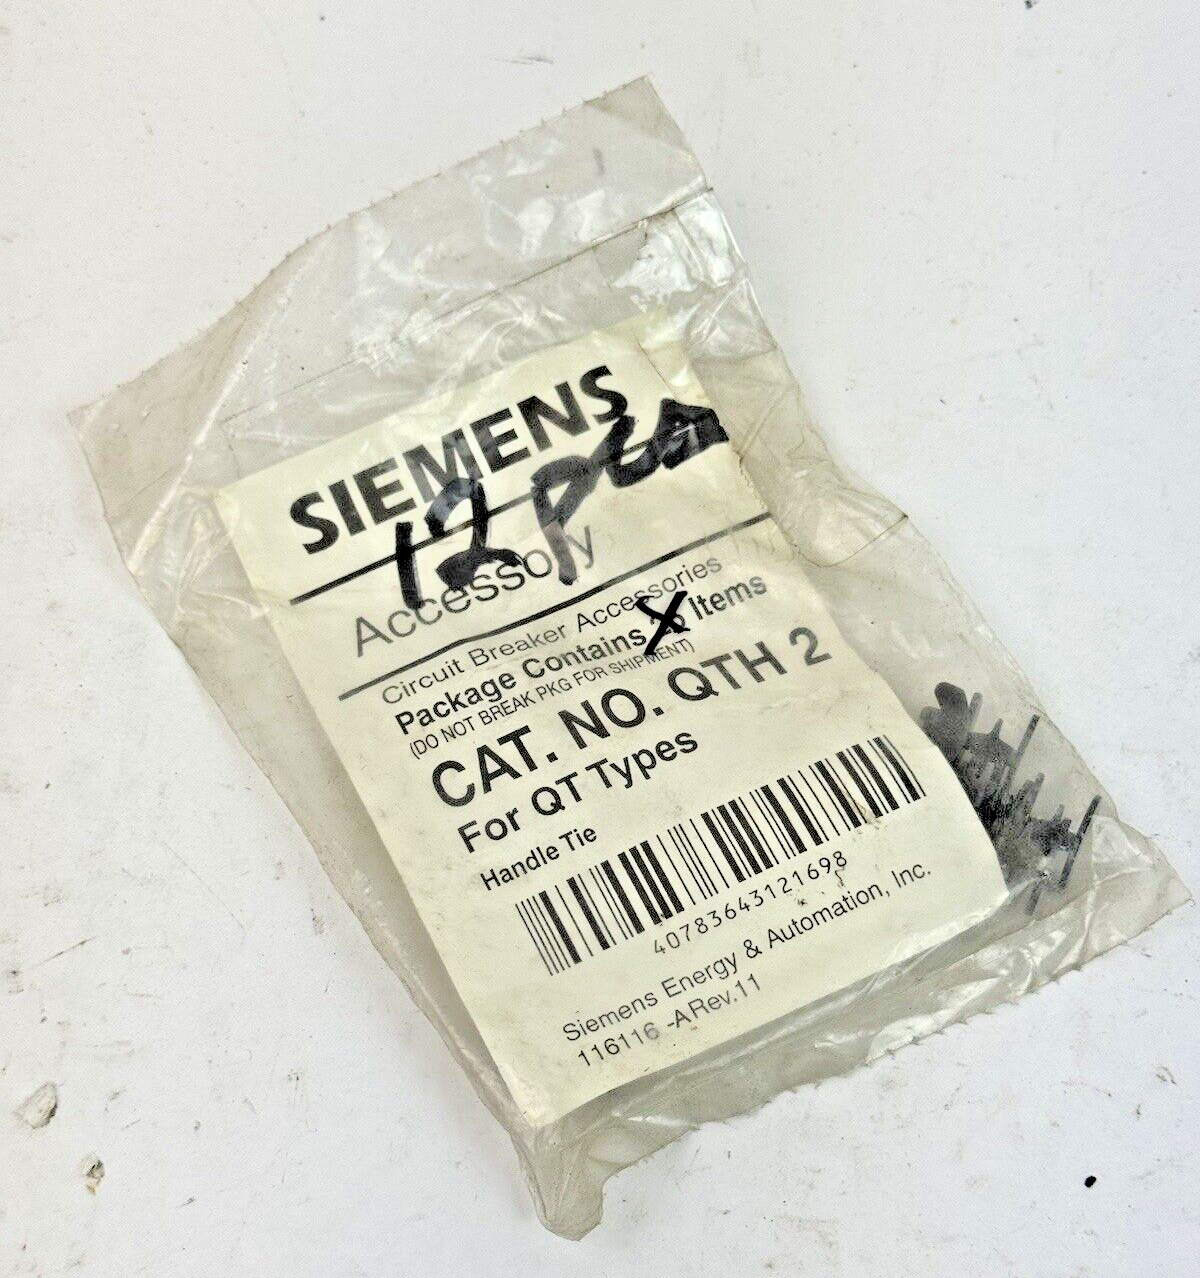 SIEMENS
12 pcs
Accessory
Circuit Breaker Accessories
Package Contains Items
(DO NOT BREAK PKG FOR SHIPMENT)
CAT. NO. QTH 2
For QT Types
Handle Tie
40783643121698
Siemens Energy & Automation, Inc.
116116 -A Rev.11